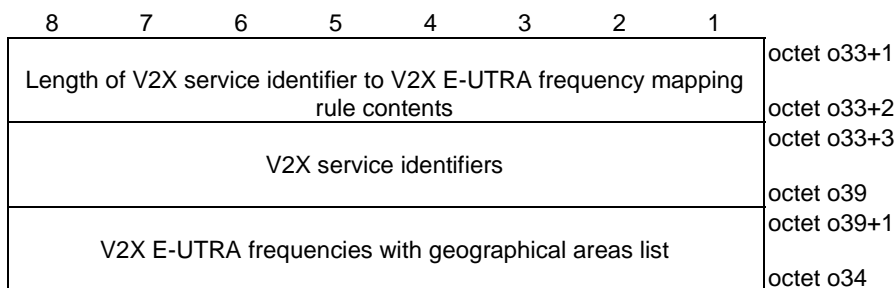 8 7 6 5 4 3 2 1
Length of V2X service identifier to V2X E-UTRA frequency mapping
rule contents
octet o33+1
octet o33+2
V2X service identifiers
octet o33+3
octet o39
V2X E-UTRA frequencies with geographical areas list
octet o39+1
octet o34